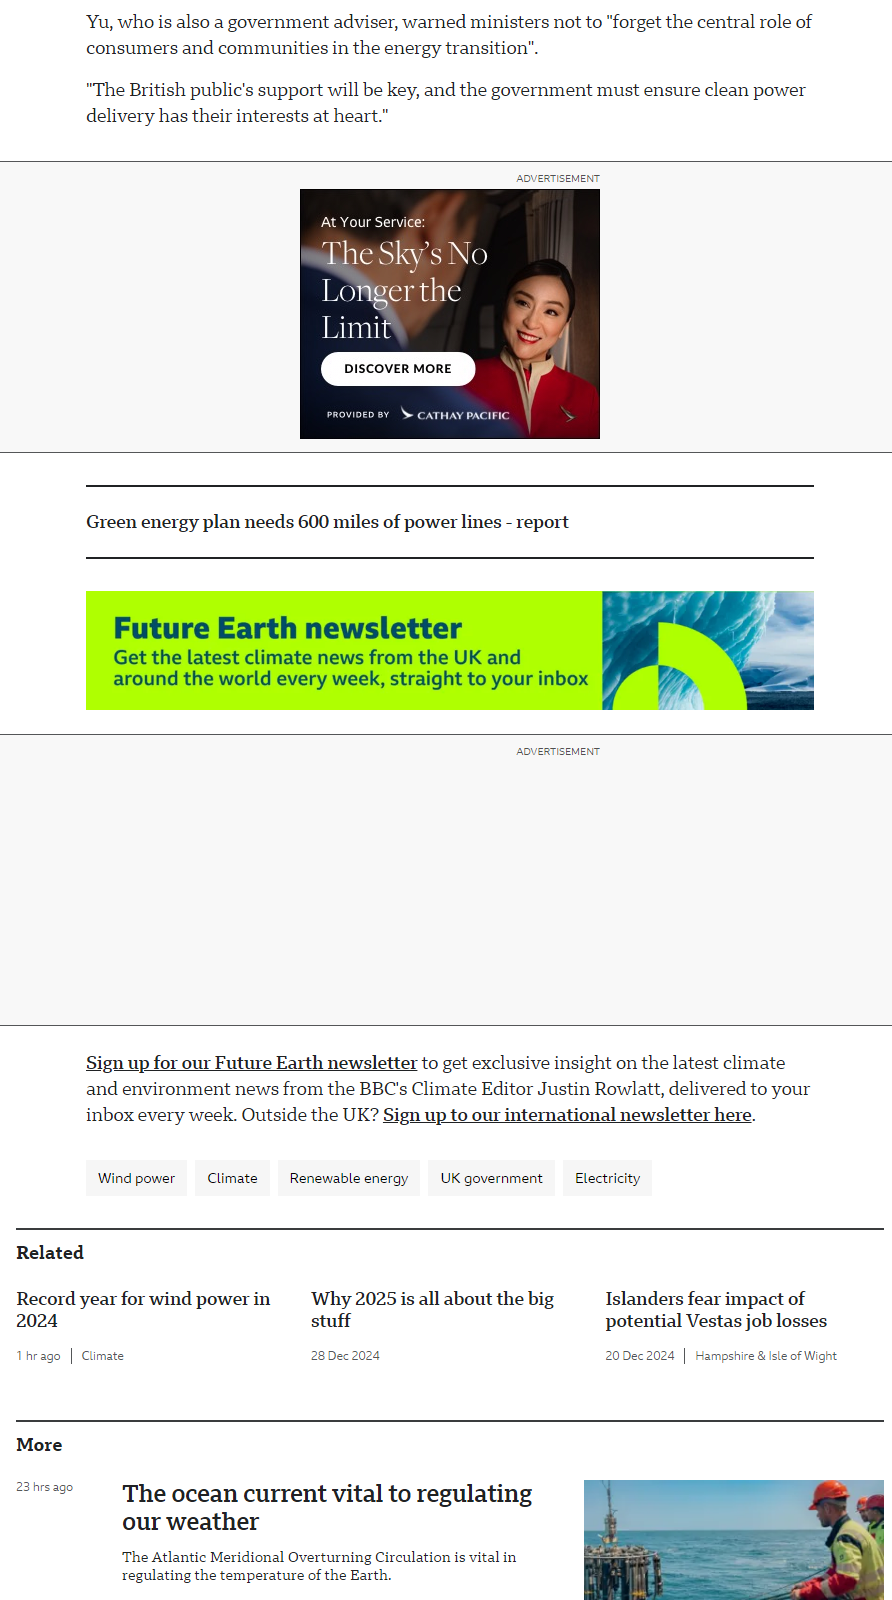 Yu, who is also a government adviser, warned ministers not to "forget the central role of
consumers and communities in the energy transition".
"The British public's support will be key, and the government must ensure clean power
delivery has their interests at heart."
ADVERTISEMENT
At Your Service:
The Sky's No
Longer the
Limit
DISCOVER MORE
PROVIDED BY CATHAY PACIFIC
Green energy plan needs 600 miles of power lines - report
Future Earth newsletter
Get the latest climate news from the UK and
around the world every week, straight to your inbox
ADVERTISEMENT
Sign up for our Future Earth newsletter to get exclusive insight on the latest climate
and environment news from the BBC's Climate Editor Justin Rowlatt, delivered to your
inbox every week. Outside the UK? Sign up to our international newsletter here.
Wind power Climate Renewable energy UK government Electricity
Related
Record year for wind power in
2024
1 hr ago | Climate
Why 2025 is all about the big
stuff
28 Dec 2024
Islanders fear impact of
potential Vestas job losses
20 Dec 2024 | Hampshire & Isle of Wight
More
23 hrs ago
The ocean current vital to regulating
our weather
The Atlantic Meridional Overturning Circulation is vital in
regulating the temperature of the Earth.